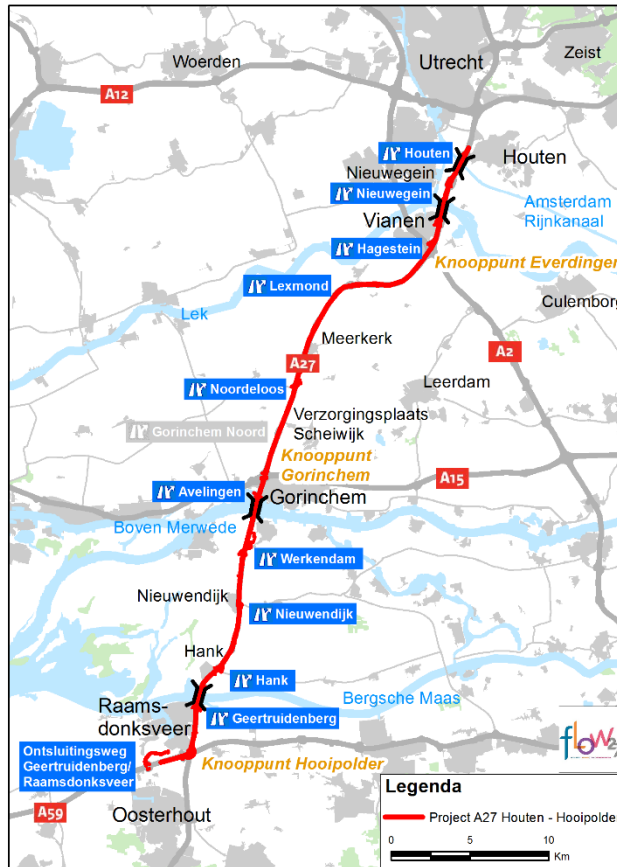 Utrecht
Zeist
Woerden
A12
Houten
Houten
Nieuwegein
Nieuwegein
Amsterdam
Rijnkanaal
Vianen
Hagestein
Knooppunt Everdingen
Lexmond
Culemborg
Lek
Meerkerk
A2
A27
Leerdam
Noordeloos
Verzorgingsplaats
Scheiwijk
Gorinchem Noord
Knooppunt
Gorinchem
A15
Avelingen
Gorinchem
Boven Merwede
Werkendam
Nieuwendijk
Nieuwendijk
Hank
Hank
Bergsche Maas
Raams-
donksveer
Geertruidenberg
Ontsluitingsweg
Geertruidenberg/
Raamsdonksveer
Knooppunt Hooipolder
flow27
A59
Oosterhout
Legenda
Project A27 Houten - Hooipolder
0 5 10
Km